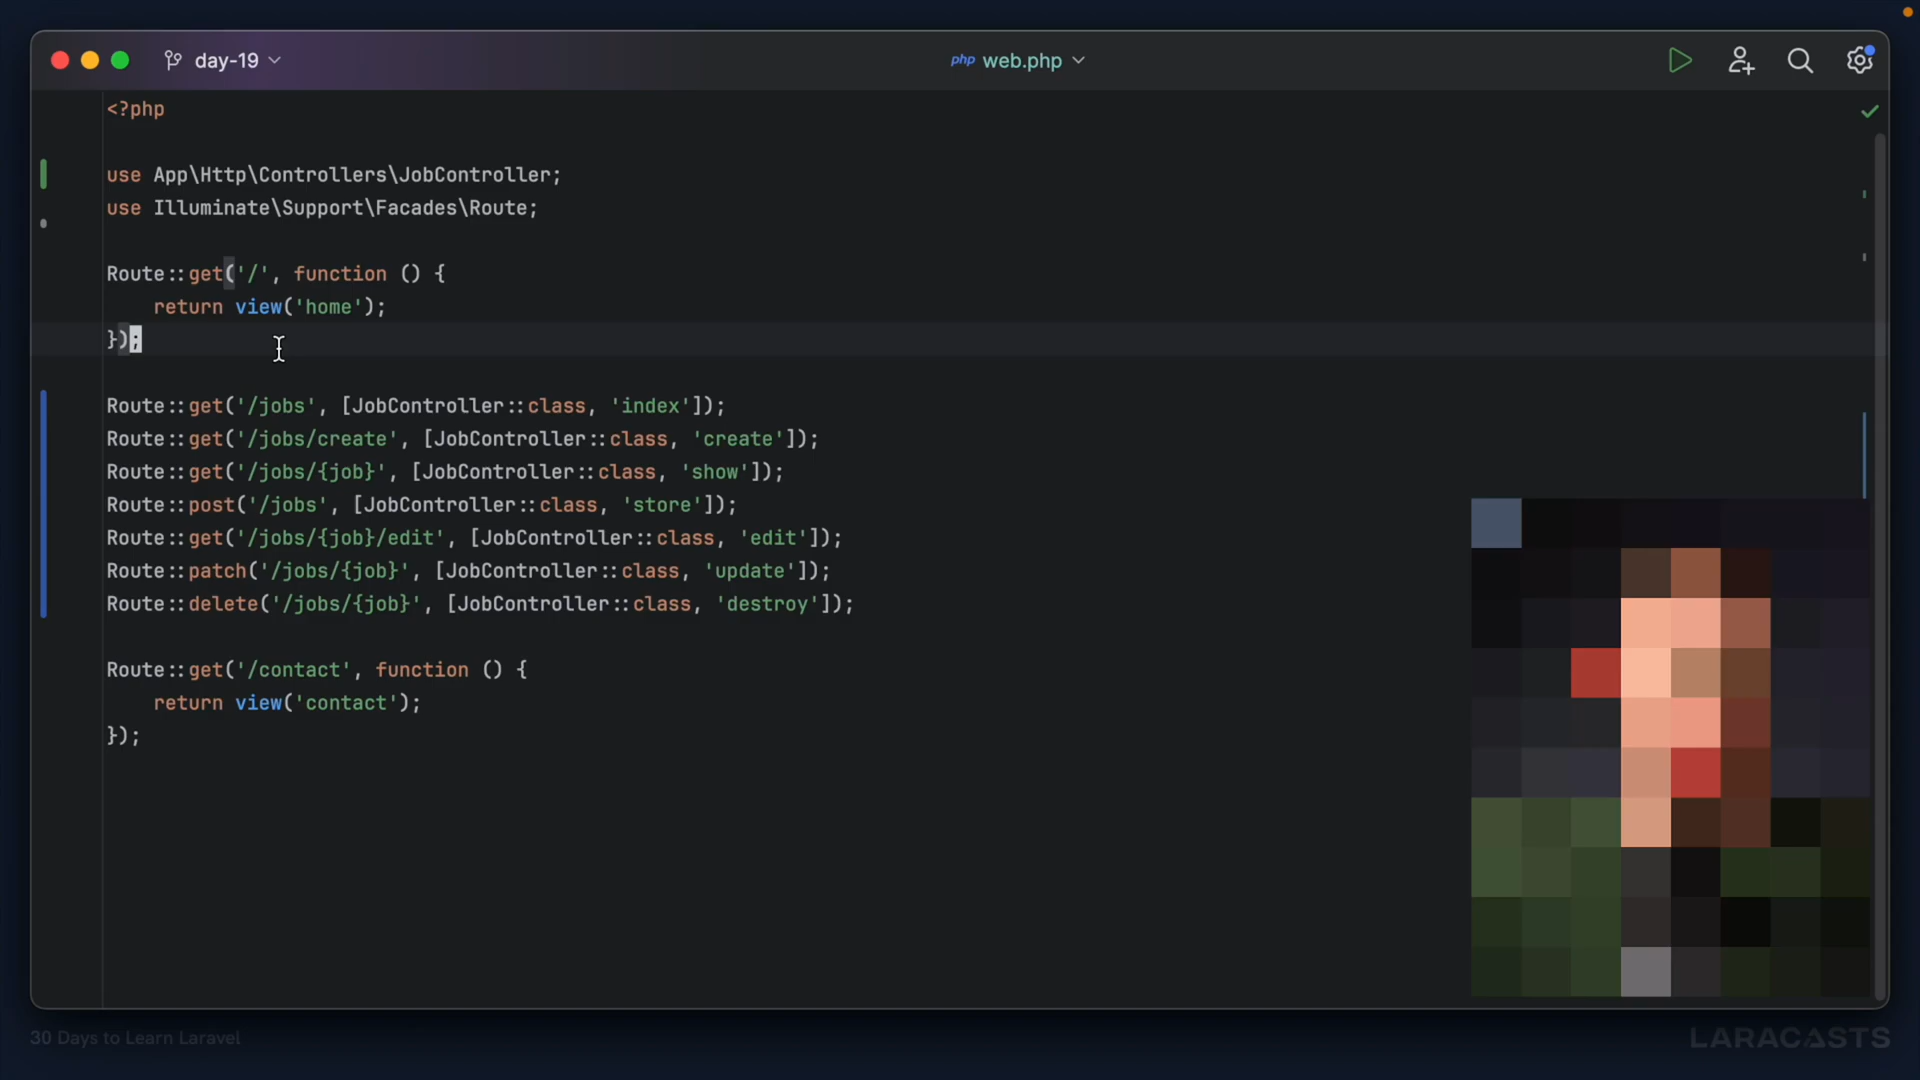 day-19
php web.php
<?php
use App\Http\Controllers\JobController;
use Illuminate\Support\Facades\Route;
Route::get('/', function () {
    return view('home');
});
Route::get('/jobs', [JobController::class, 'index']);
Route::get('/jobs/create', [JobController::class, 'create']);
Route::get('/jobs/{job}', [JobController::class, 'show']);
Route::post('/jobs', [JobController::class, 'store']);
Route::get('/jobs/{job}/edit', [JobController::class, 'edit']);
Route::patch('/jobs/{job}', [JobController::class, 'update']);
Route::delete('/jobs/{job}', [JobController::class, 'destroy']);
Route::get('/contact', function () {
    return view('contact');
});
30 Days to Learn Laravel
LARACASTS